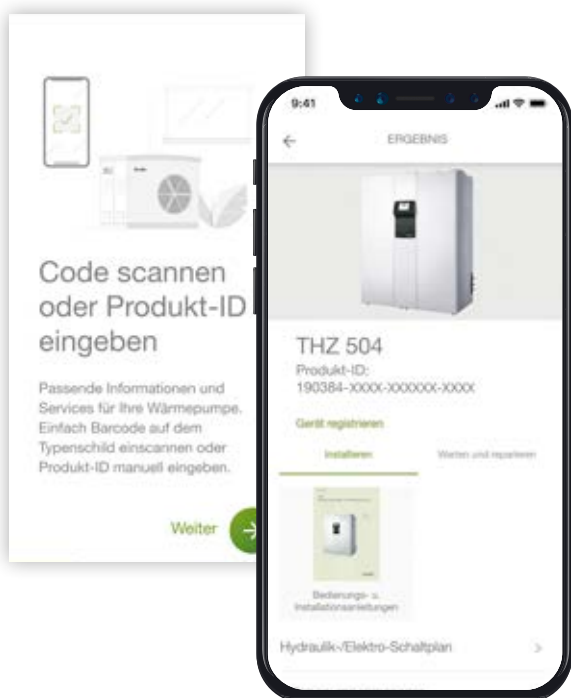 Code scannen
oder Produkt-ID
eingeben
Passende Informationen und
Services für Ihre Wärmepumpe.
Einfach Barcode auf dem
Typenschild einscannen oder
Produkt-ID manuell eingeben.
Weiter
9:41
ERGEBNIS
THZ 504
Produkt-ID:
190384-XXXX-XXXXXX-XXXX
Gerät registrieren
Installieren
Warten und reparieren
Bedienungs- u.
Installationsanleitungen
Hydraulik-/Elektro-Schaltplan